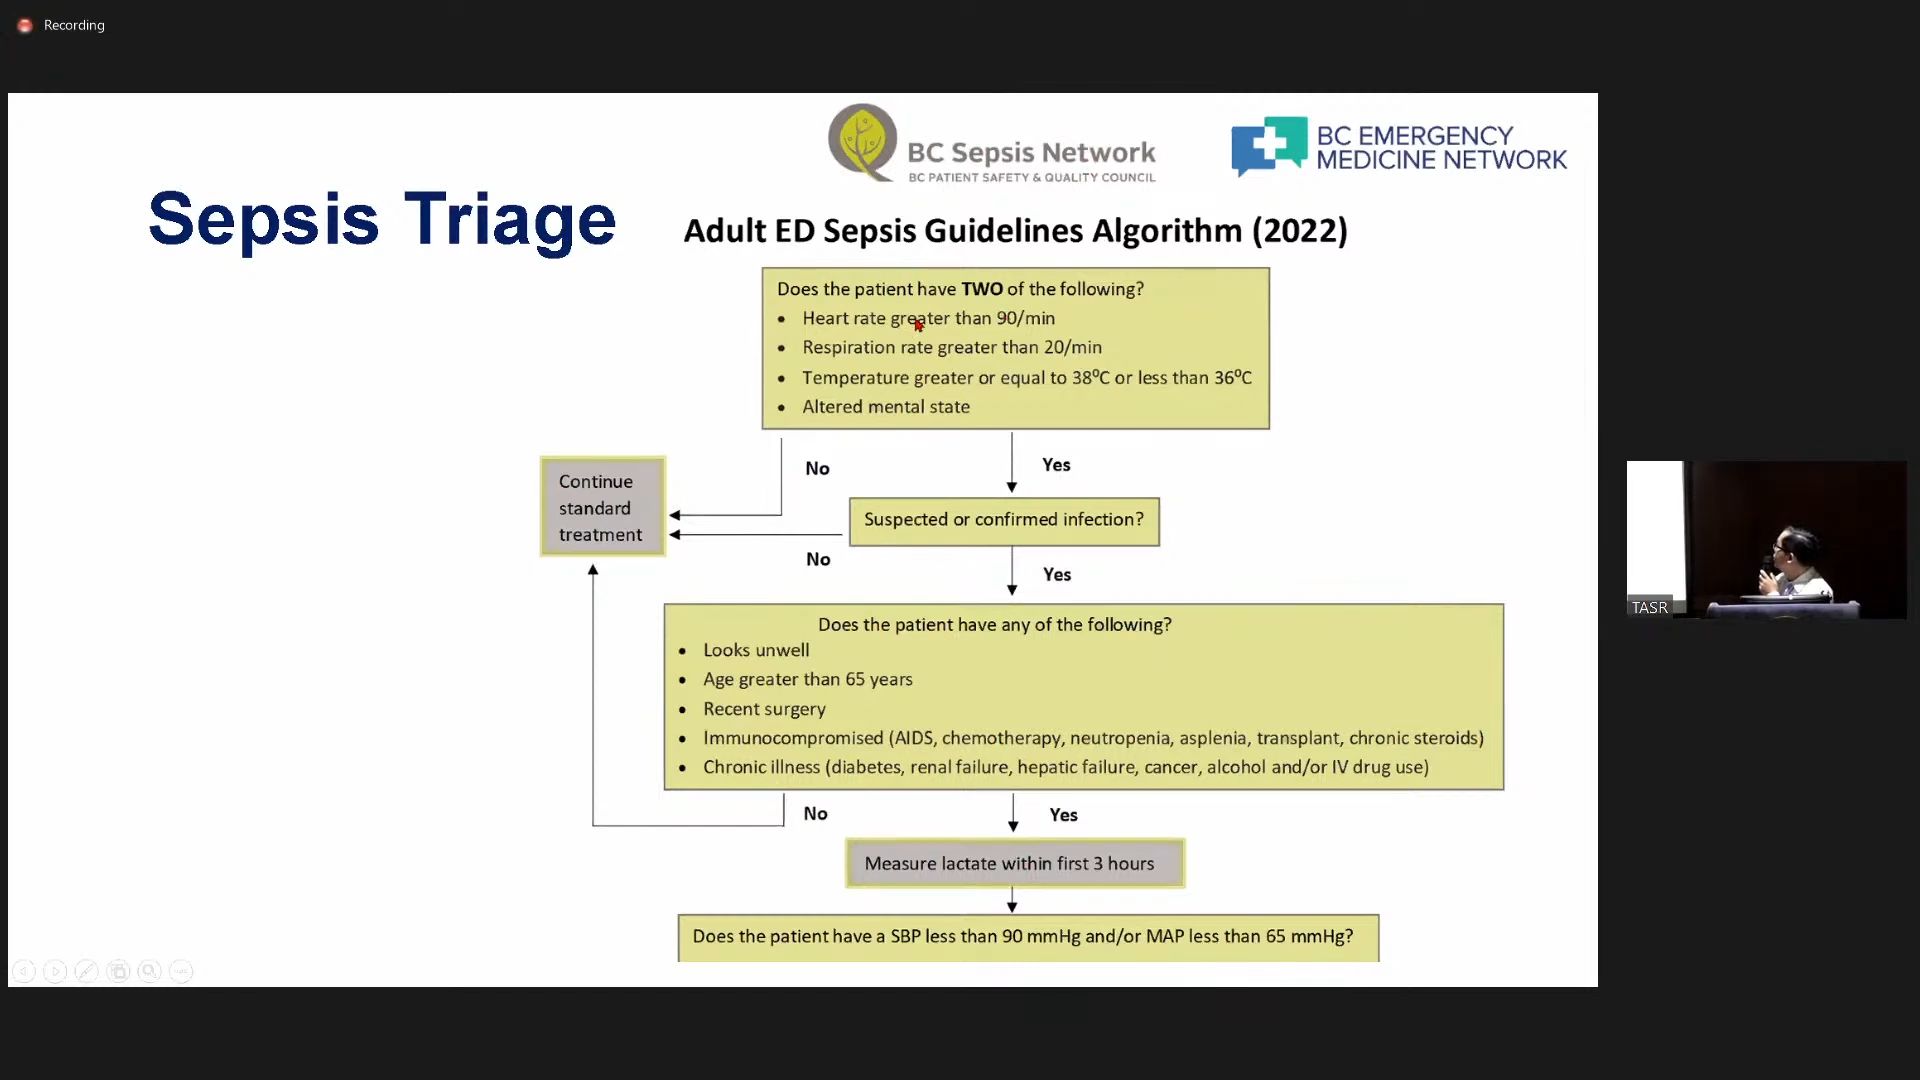 Recording
BC Sepsis Network
BC PATIENT SAFETY & QUALITY COUNCIL
BC EMERGENCY
MEDICINE NETWORK
Sepsis Triage
Adult ED Sepsis Guidelines Algorithm (2022)
Does the patient have TWO of the following?
• Heart rate greater than 90/min
• Respiration rate greater than 20/min
• Temperature greater or equal to 38⁰C or less than 36⁰C
• Altered mental state
No
Yes
Continue
standard
treatment
Suspected or confirmed infection?
No
Yes
Does the patient have any of the following?
• Looks unwell
• Age greater than 65 years
• Recent surgery
• Immunocompromised (AIDS, chemotherapy, neutropenia, asplenia, transplant, chronic steroids)
• Chronic illness (diabetes, renal failure, hepatic failure, cancer, alcohol and/or IV drug use)
No
Yes
Measure lactate within first 3 hours
Does the patient have a SBP less than 90 mmHg and/or MAP less than 65 mmHg?
TASR